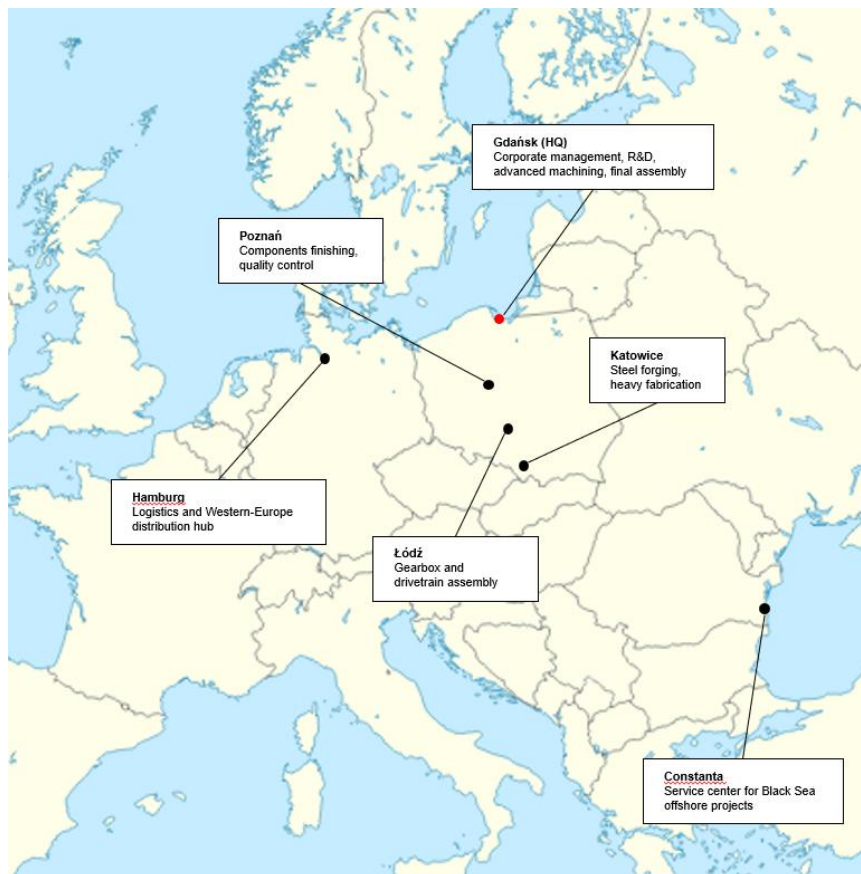 Gdańsk (HQ)
Corporate management, R&D,
advanced machining, final assembly
Poznań
Components finishing,
quality control
Katowice
Steel forging,
heavy fabrication
Hamburg
Logistics and Western-Europe
distribution hub
Łódź
Gearbox and
drivetrain assembly
Constanta
Service center for Black Sea
offshore projects